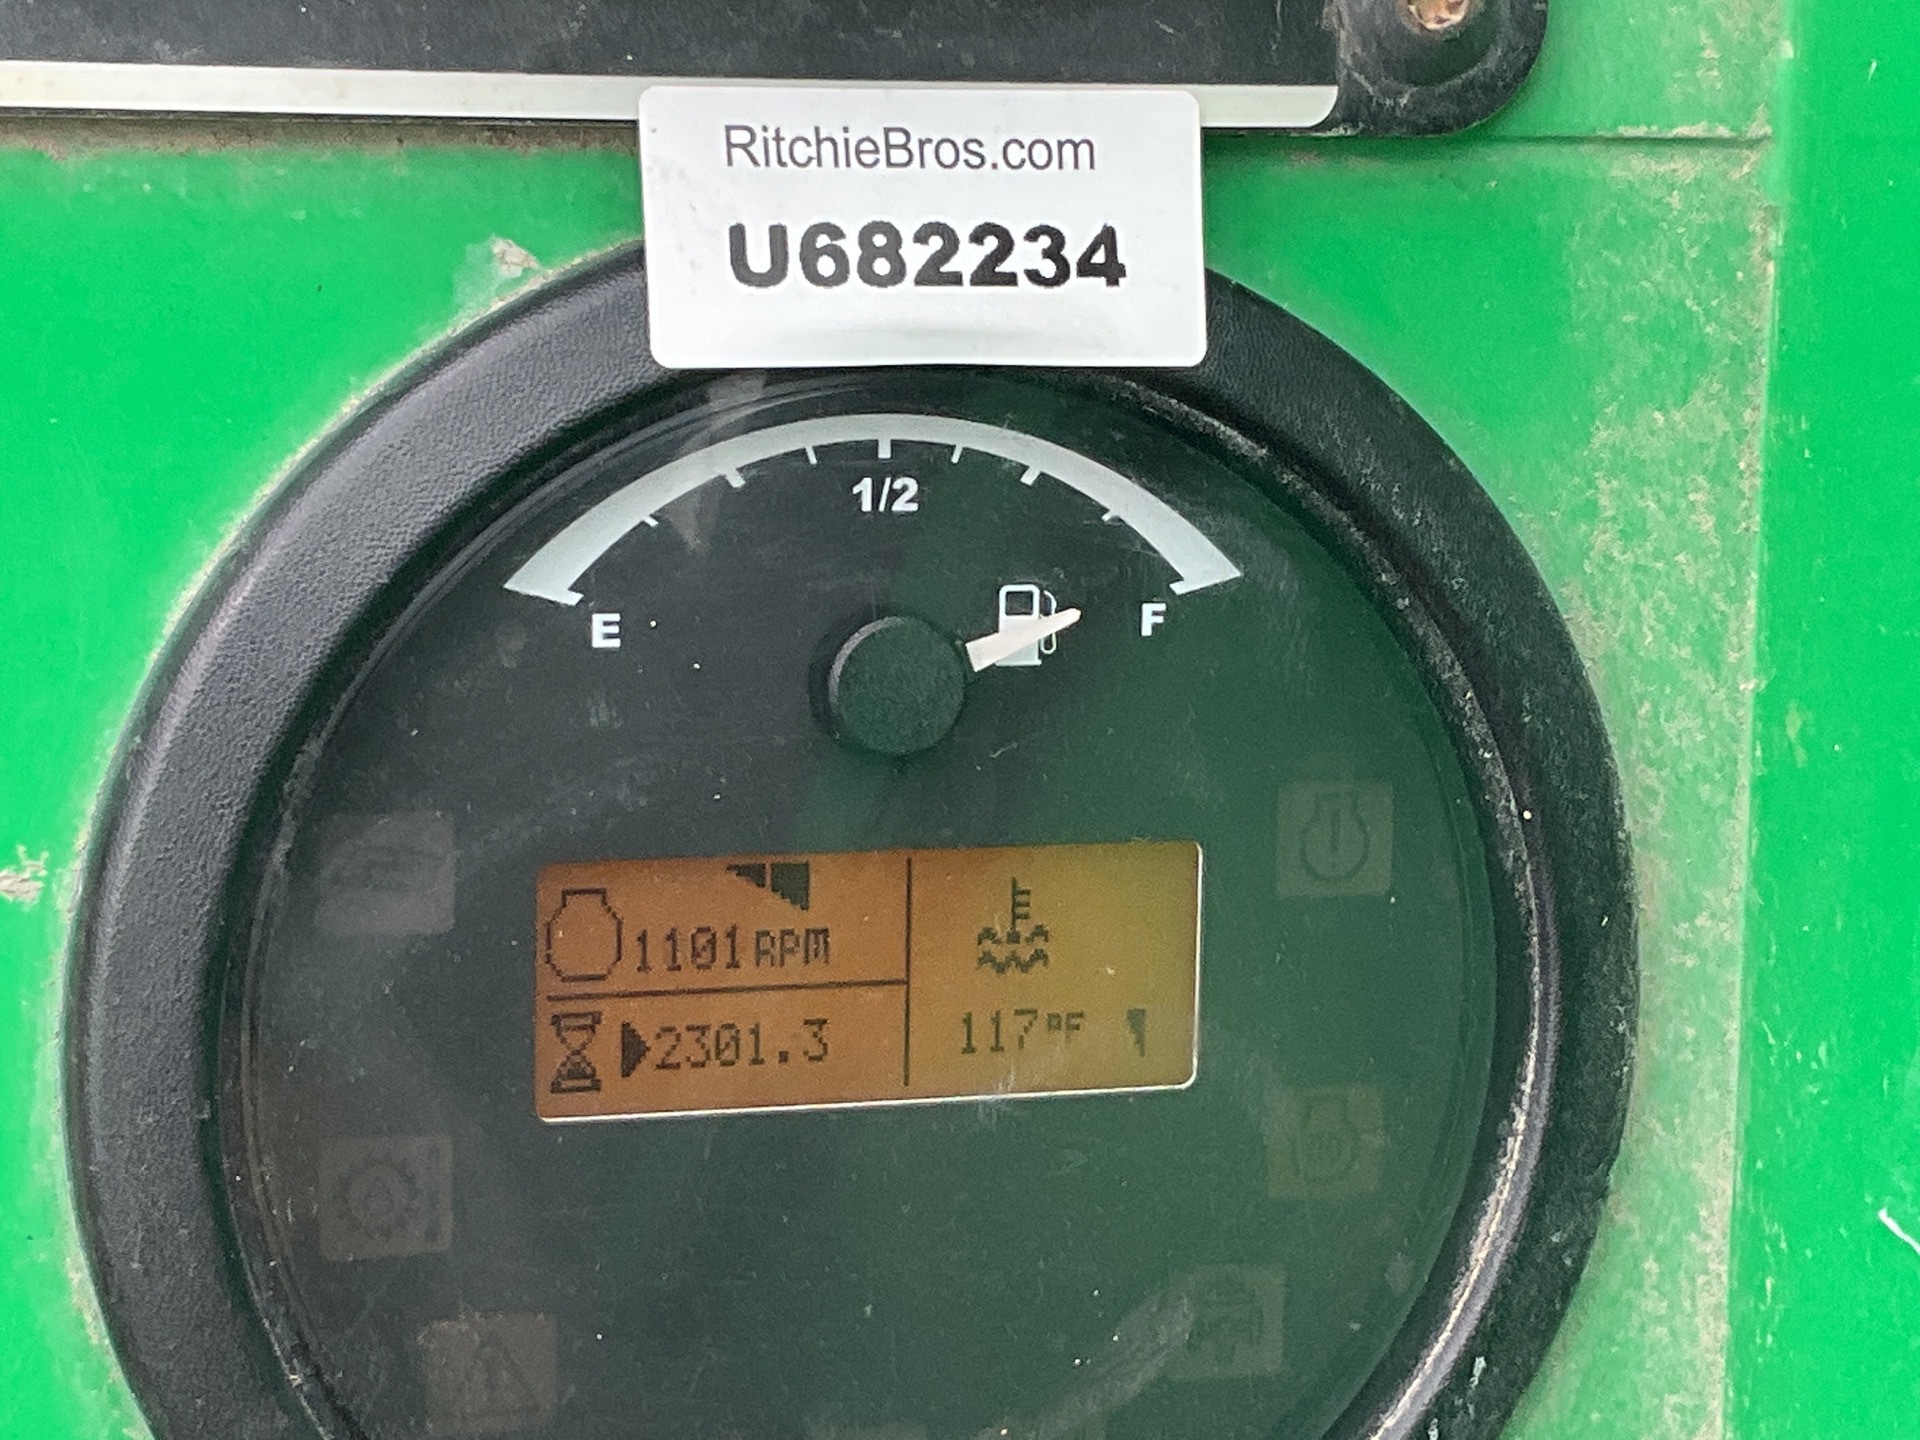 RitchieBros.com
U682234
1/2
E F
1101 RPM
2301.3
117°F